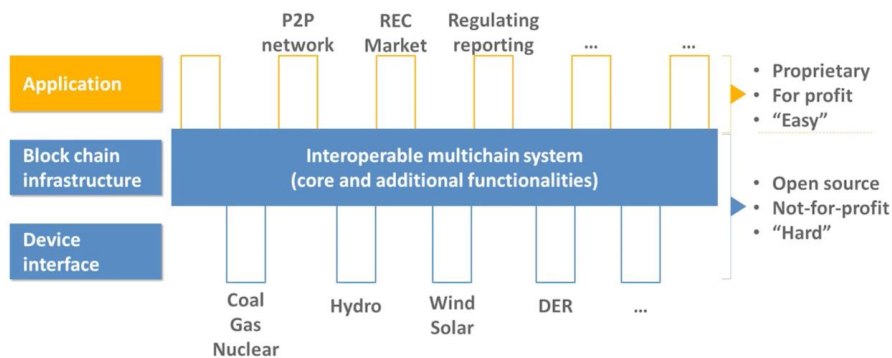 P2P
network
REC
Market
Regulating
reporting
...
...
Application
• Proprietary
• For profit
• “Easy”
Block chain
infrastructure
Interoperable multichain system
(core and additional functionalities)
• Open source
• Not-for-profit
• “Hard”
Device
interface
Coal
Gas
Nuclear
Hydro
Wind
Solar
DER
...